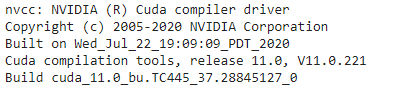 nvcc: NVIDIA (R) Cuda compiler driver
Copyright (c) 2005-2020 NVIDIA Corporation
Built on Wed_Jul_22_19:09:09_PDT_2020
Cuda compilation tools, release 11.0, V11.0.221
Build cuda_11.0_bu.TC445_37.28845127_0